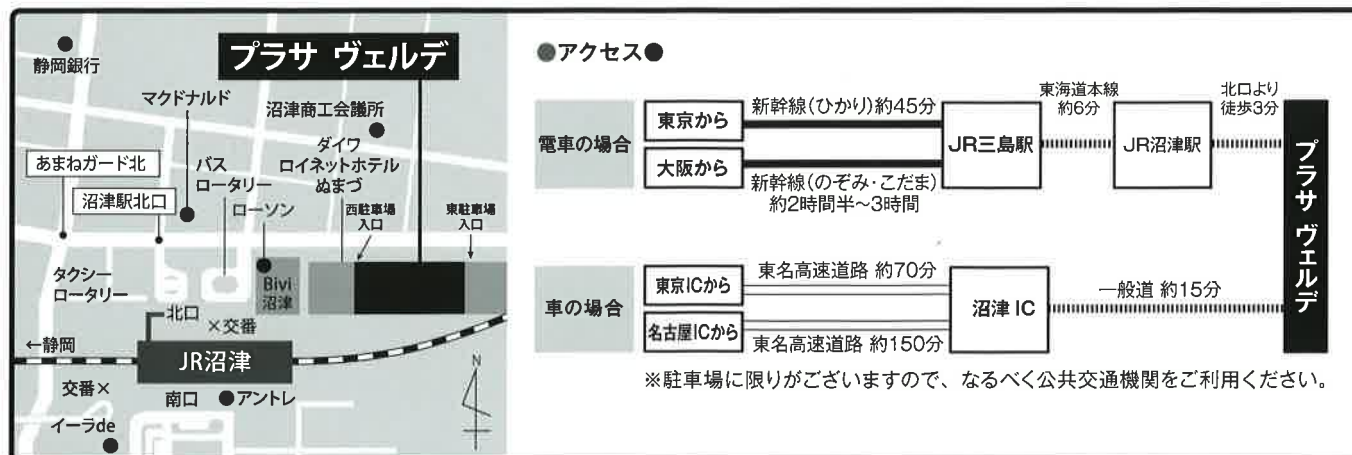 プラサ ヴェルデ
静岡銀行
マクドナルド
沼津商工会議所
ダイワ
ロイネットホテル
ぬまづ
あまねガード北
バス
ロータリー
沼津駅北口
ローソン
西駐車場
入口
東駐車場
入口
タクシー
ロータリー
Bivi
沼津
北口
×交番
←静岡
JR沼津
N
交番×
南口
●アントレ
イーラde
●アクセス●
電車の場合
東京から
新幹線(ひかり)約45分
大阪から
新幹線(のぞみ・こだま)
約2時間半〜3時間
JR三島駅
東海道本線
約6分
JR沼津駅
北口より
徒歩3分
プラサ ヴェルデ
車の場合
東京ICから
東名高速道路 約70分
名古屋ICから
東名高速道路 約150分
沼津 IC
一般道 約15分
※駐車場に限りがございますので、なるべく公共交通機関をご利用ください。